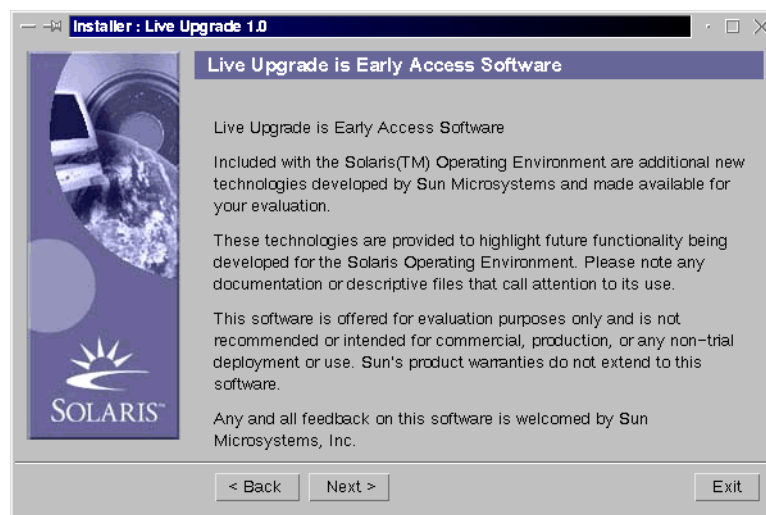 Installer : Live Upgrade 1.0
Live Upgrade is Early Access Software
Live Upgrade is Early Access Software
Included with the Solaris(TM) Operating Environment are additional new
technologies developed by Sun Microsystems and made available for
your evaluation.
These technologies are provided to highlight future functionality being
developed for the Solaris Operating Environment. Please note any
documentation or descriptive files that call attention to its use.
This software is offered for evaluation purposes only and is not
recommended or intended for commercial, production, or any non-trial
deployment or use. Sun's product warranties do not extend to this
software.
Any and all feedback on this software is welcomed by Sun
Microsystems, Inc.
SOLARIS™
< Back Next > Exit